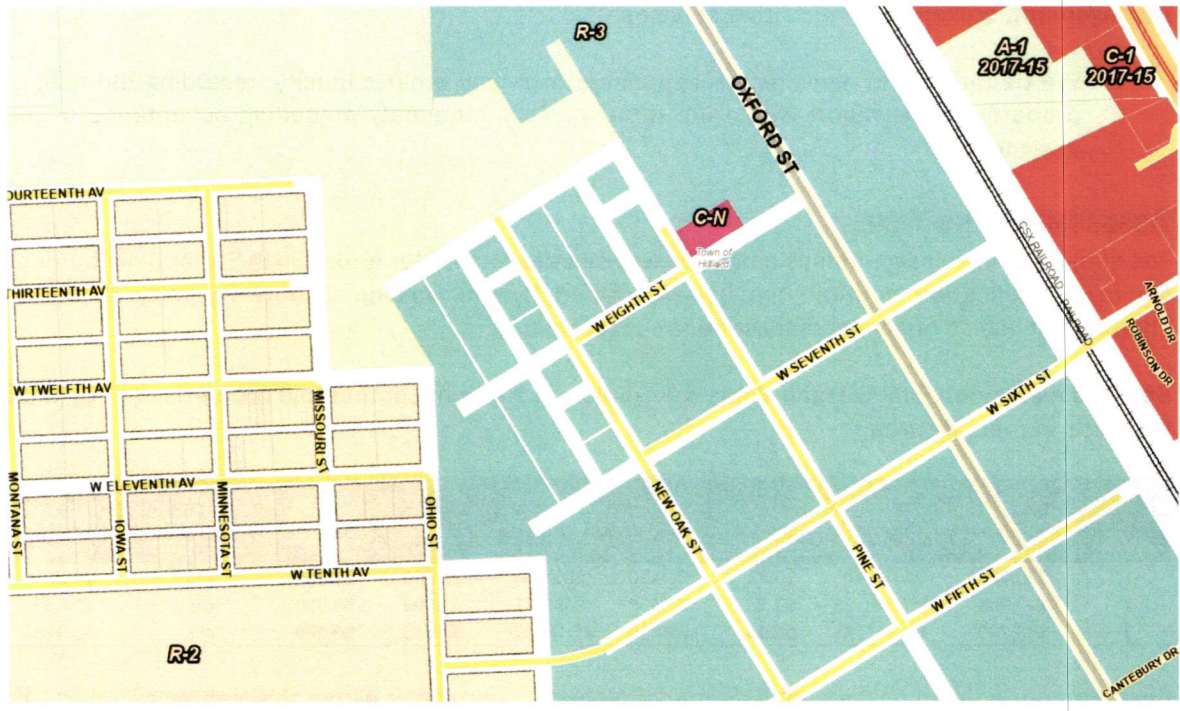 R-3
A-1
2017-15
C-1
2017-15
OXFORD ST
OURTEENTH AV
C-N
Town of
Hilliard
CSX RAILROAD RAILROAD
THIRTEENTH AV
W EIGHTH ST
ARNOLD DR
ROBINSON DR
W SEVENTH ST
W TWELFTH AV
MISSOURI ST
W SIXTH ST
MONTANA ST
W ELEVENTH AV
IOWA ST
MINNESOTA ST
OHIO ST
NEW OAK ST
PINE ST
W TENTH AV
W FIFTH ST
R-2
CANTEBURY DR